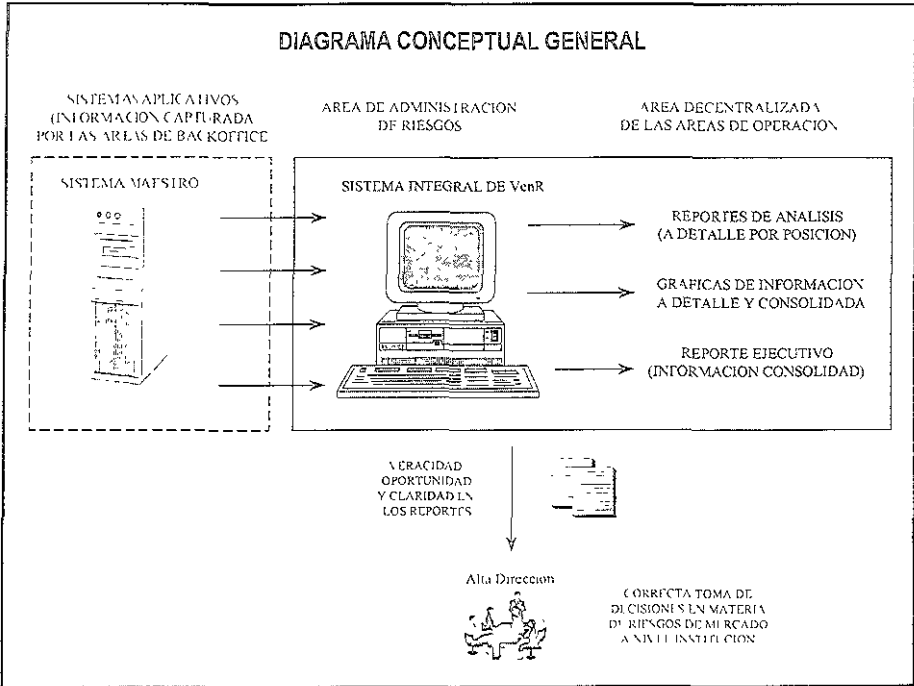 DIAGRAMA CONCEPTUAL GENERAL
SISTEMAS APLICATIVOS
(INFORMACION CAPTURADA
POR LAS AREAS DE BACKOFFICE
AREA DE ADMINISTRACION
DE RIESGOS
AREA DECENTRALIZADA
DE LAS AREAS DE OPERACION
SISTEMA MAESTRO
SISTEMA INTEGRAL DE VenR
REPORTES DE ANALISIS
(A DETALLE POR POSICION)
GRAFICAS DE INFORMACION
A DETALLE Y CONSOLIDADA
REPORTE EJECUTIVO
(INFORMACION CONSOLIDAD)
VERACIDAD
OPORTUNIDAD
Y CLARIDAD EN
LOS REPORTES
Alta Direccion
CORRECTA TOMA DE
DECISIONES EN MATERIA
DE RIESGOS DE MERCADO
A NIVEL INSTITUCION